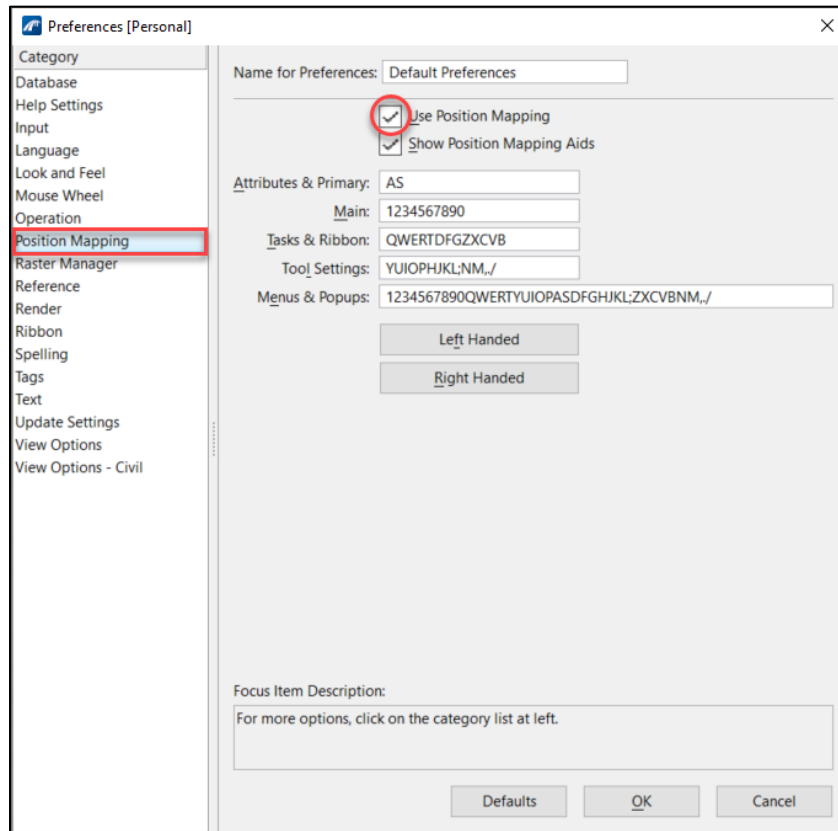 Preferences [Personal]
Category
Database
Help Settings
Input
Language
Look and Feel
Mouse Wheel
Operation
Position Mapping
Raster Manager
Reference
Render
Ribbon
Spelling
Tags
Text
Update Settings
View Options
View Options - Civil
Name for Preferences: Default Preferences
Use Position Mapping
Show Position Mapping Aids
Attributes & Primary: AS
Main: 1234567890
Tasks & Ribbon: QWERTDFGZXCVB
Tool Settings: YUIOPHJKL;NM,./
Menus & Popups: 1234567890QWERTYUIOPASDFGHJKL;ZXCVBNM,./
Left Handed
Right Handed
Focus Item Description:
For more options, click on the category list at left.
Defaults OK Cancel